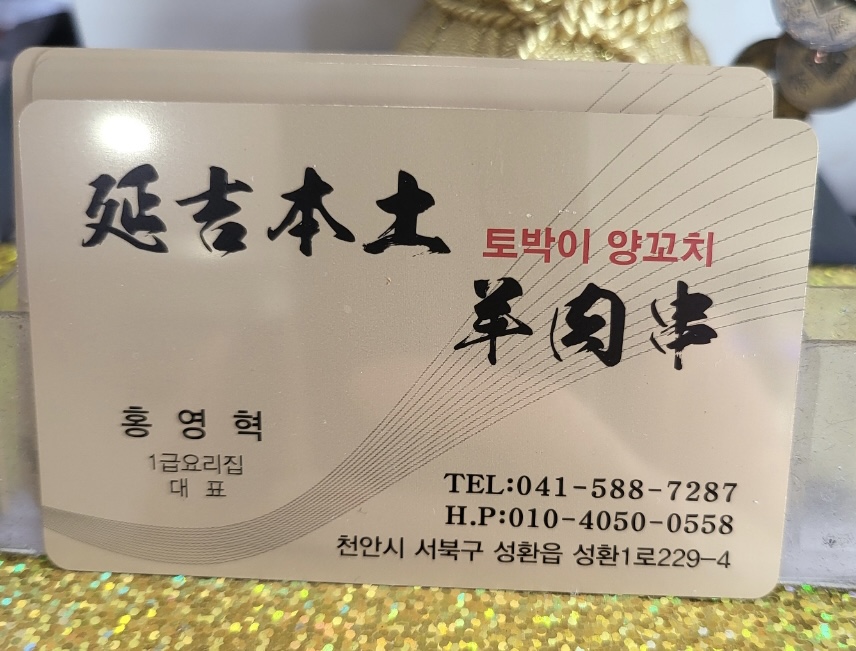 延吉本土
토박이 양꼬치
羊肉串
홍 영 혁
1급요리집
대 표
TEL:041-588-7287
H.P:010-4050-0558
천안시 서북구 성환읍 성환1로229-4